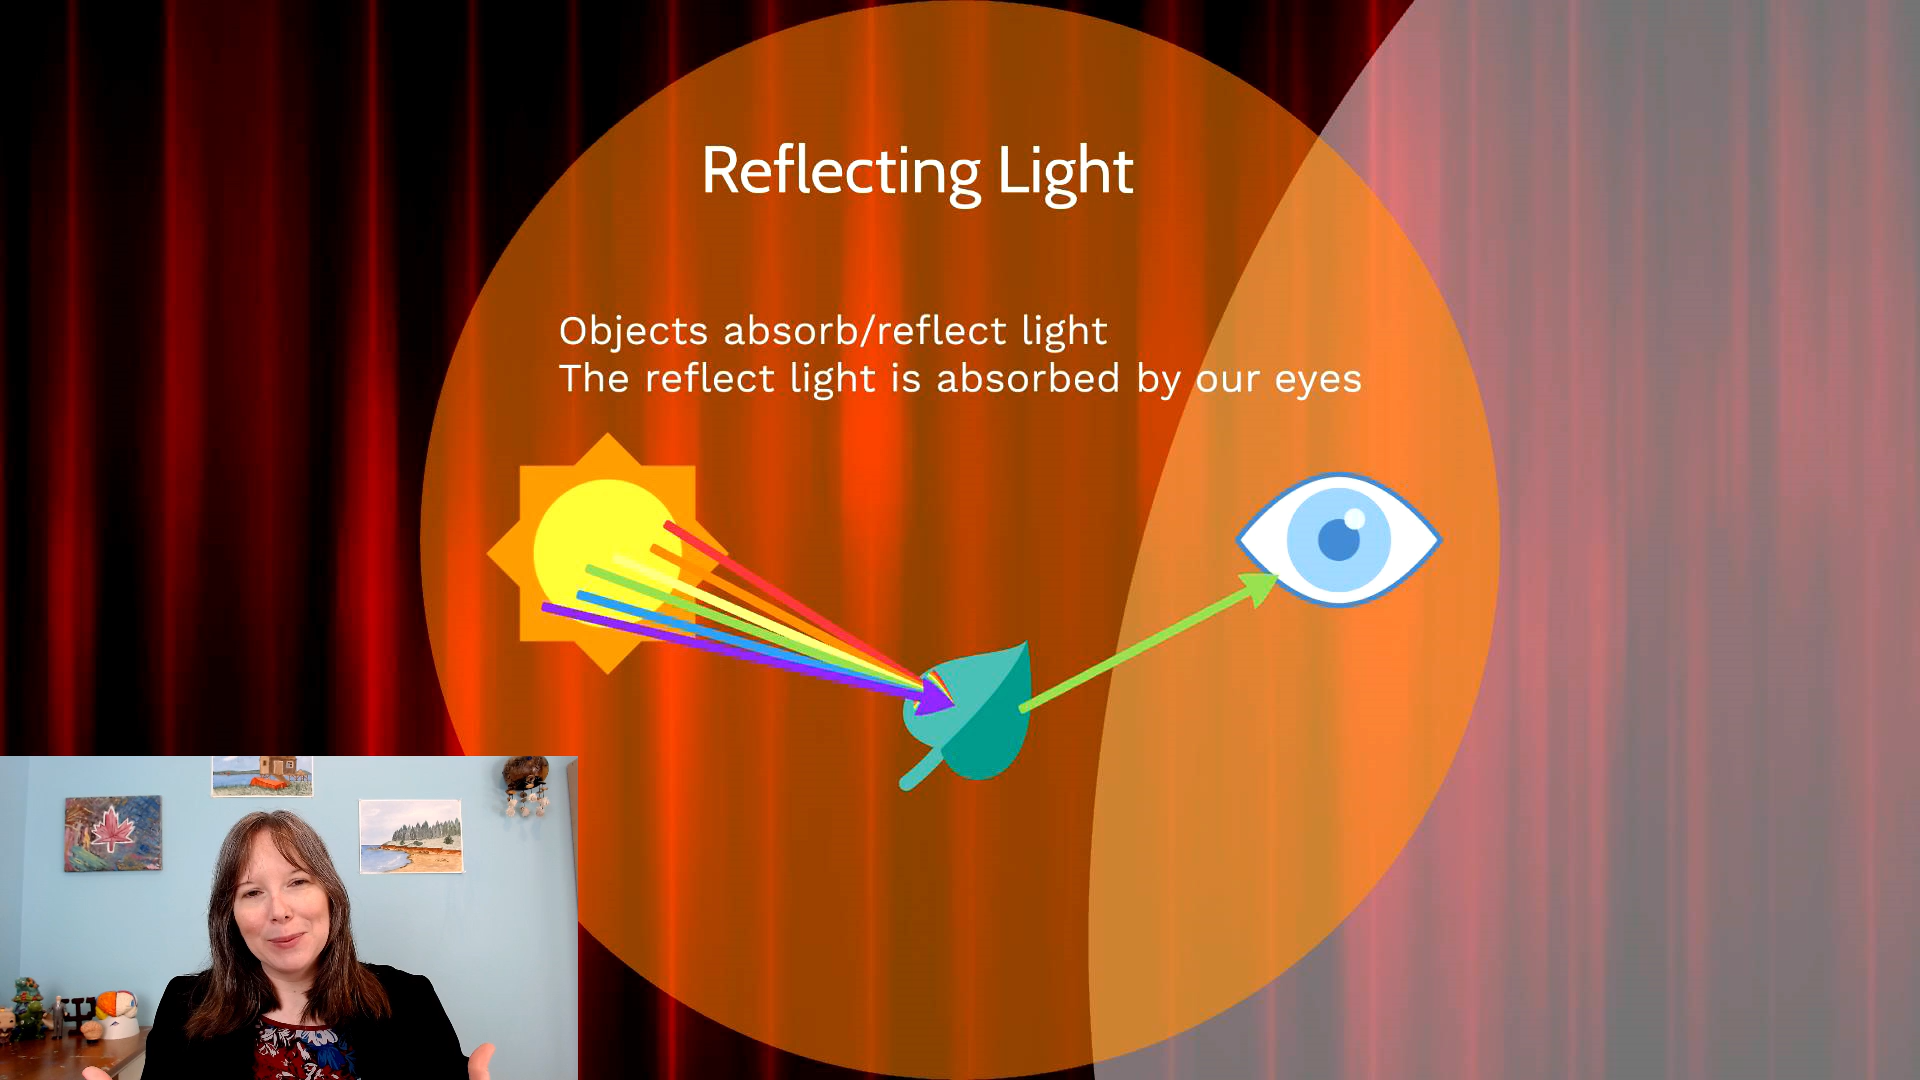 Reflecting Light
Objects absorb/reflect light
The reflect light is absorbed by our eyes